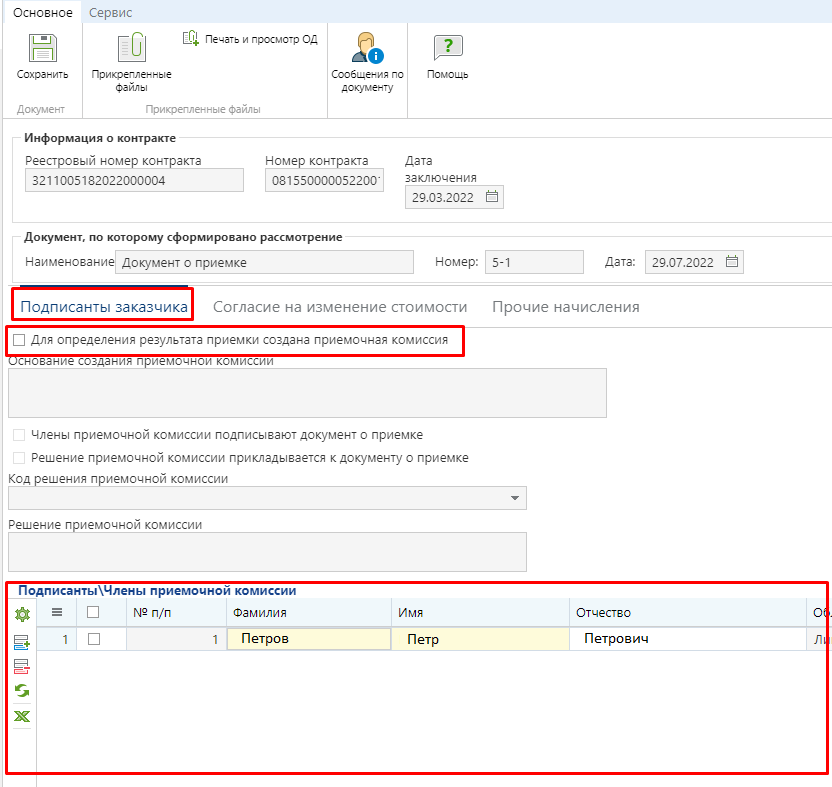 Основное Сервис
Печать и просмотр ОД
Сохранить Прикрепленные файлы Сообщения по документу Помощь
Документ Прикрепленные файлы
Информация о контракте
Реестровый номер контракта Номер контракта Дата заключения
3211005182022000004 081550000052200 29.03.2022
Документ, по которому сформировано рассмотрение
Наименование Документ о приемке Номер: 5-1 Дата: 29.07.2022
Подписанты заказчика Согласие на изменение стоимости Прочие начисления
Для определения результата приемки создана приемочная комиссия
Основание создания приемочной комиссии
Члены приемочной комиссии подписывают документ о приемке
Решение приемочной комиссии прикладывается к документу о приемке
Код решения приемочной комиссии
Решение приемочной комиссии
Подписанты\Члены приемочной комиссии
№ п/п Фамилия Имя Отчество
1 1 Петров Петр Петрович